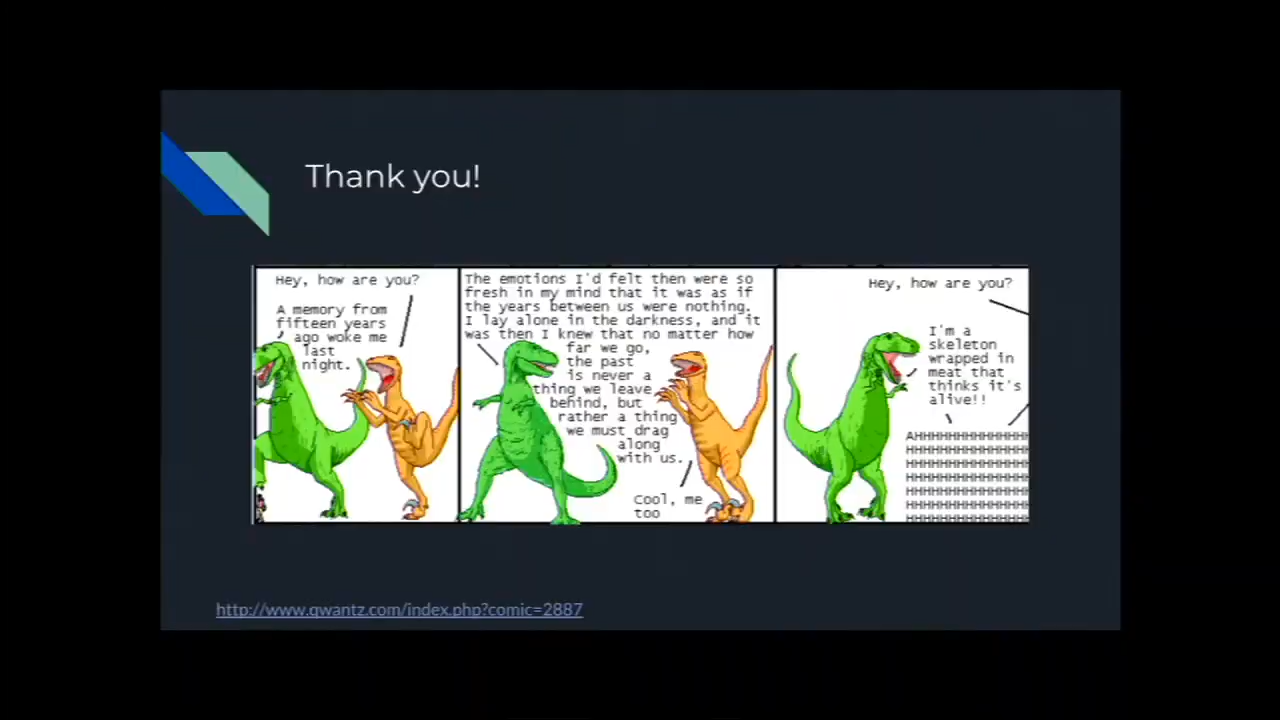 Thank you!
Hey, how are you?
A memory from
fifteen years
ago woke me
last
night.
The emotions I'd felt then were so
fresh in my mind that it was as if
the years between us were nothing.
I lay alone in the darkness, and it
was then I knew that no matter how
far we go,
the past
is never a
thing we leave
behind, but
rather a thing
we must drag
along
with us.
Cool, me
too
Hey, how are you?
I'm a
skeleton
wrapped in
meat that
thinks it's
alive!!
AHHHHHHHHHHHHHH
HHHHHHHHHHHHHHH
HHHHHHHHHHHHHHH
HHHHHHHHHHHHHHH
HHHHHHHHHHHHHHH
HHHHHHHHHHHHHHH
HHHHHHHHHHHHHHH
http://www.qwantz.com/index.php?comic=2887